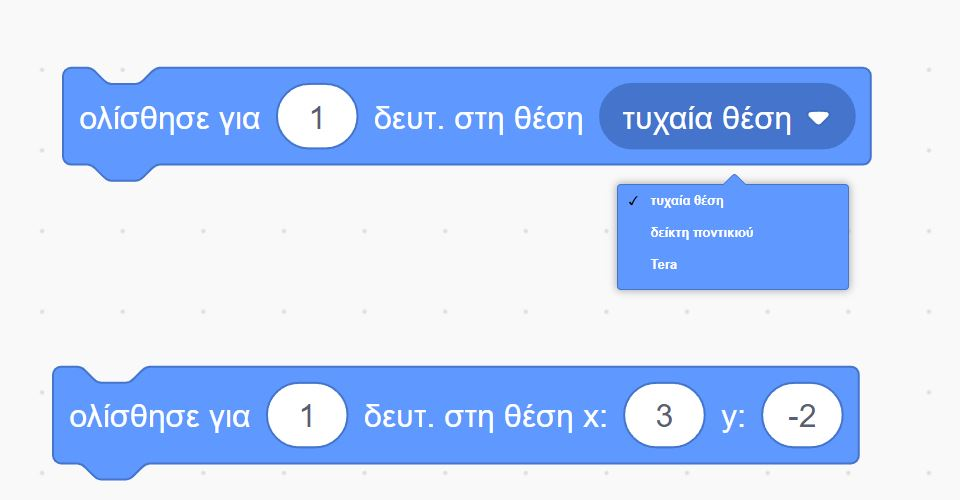 ολίσθησε για 1 δευτ. στη θέση τυχαία θέση
✓ τυχαία θέση
δείκτη ποντικιού
Tera
ολίσθησε για 1 δευτ. στη θέση x: 3 y: -2